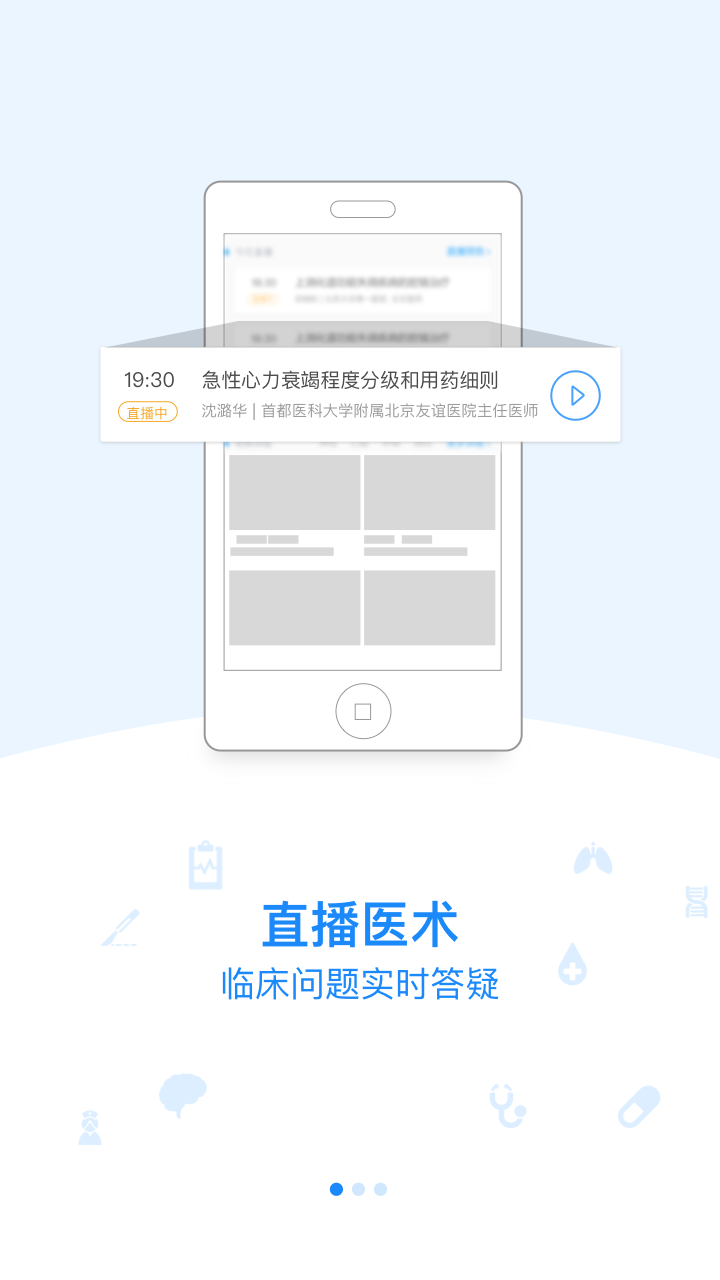 19:30
急性心力衰竭程度分级和用药细则
直播中
沈潞华 | 首都医科大学附属北京友谊医院主任医师
直播医术
临床问题实时答疑